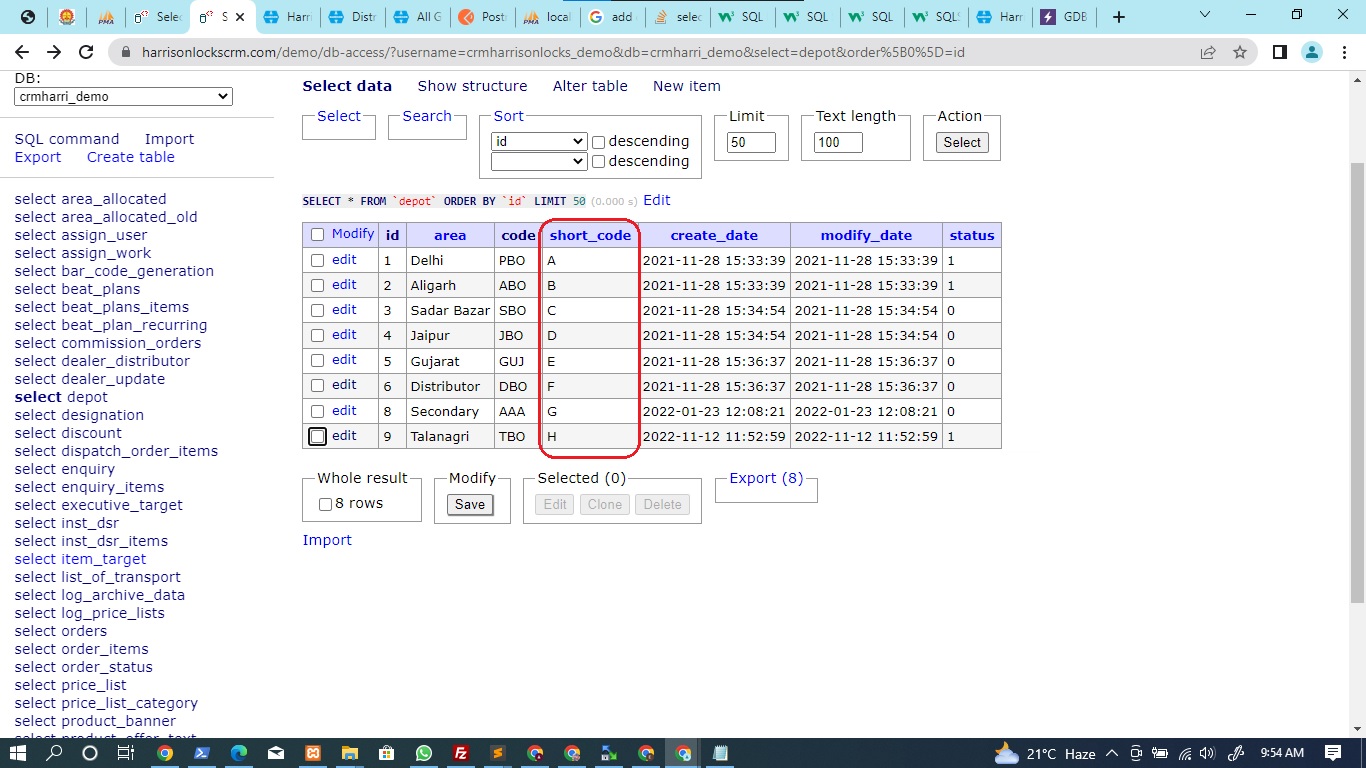 Selec
S
Harri
Distr
All G
Posts
local
add
selec
SQL
SQL
SQL
SQLS
Harri
GDB
harrisonlockscrm.com/demo/db-access/?username=crmharrisonlocks_demo&db=crmharri_demo&select=depot&order%5B0%5D=id
DB:
crmharri_demo
SQL command Import
Export Create table
select area_allocated
select area_allocated_old
select assign_user
select assign_work
select bar_code_generation
select beat_plans
select beat_plans_items
select beat_plan_recurring
select commission_orders
select dealer_distributor
select dealer_update
select depot
select designation
select discount
select dispatch_order_items
select enquiry
select enquiry_items
select executive_target
select inst_dsr
select inst_dsr_items
select item_target
select list_of_transport
select log_archive_data
select log_price_lists
select orders
select order_items
select order_status
select price_list
select price_list_category
select product_banner
select product_offer_text
Select data Show structure Alter table New item
Select Search Sort Limit Text length Action
id descending 50 100 Select
descending
SELECT * FROM `depot` ORDER BY `id` LIMIT 50 (0.000 s) Edit
Modify id area code short_code create_date modify_date status
edit 1 Delhi PBO A 2021-11-28 15:33:39 2021-11-28 15:33:39 1
edit 2 Aligarh ABO B 2021-11-28 15:33:39 2021-11-28 15:33:39 1
edit 3 Sadar Bazar SBO C 2021-11-28 15:34:54 2021-11-28 15:34:54 0
edit 4 Jaipur JBO D 2021-11-28 15:34:54 2021-11-28 15:34:54 0
edit 5 Gujarat GUJ E 2021-11-28 15:36:37 2021-11-28 15:36:37 0
edit 6 Distributor DBO F 2021-11-28 15:36:37 2021-11-28 15:36:37 0
edit 8 Secondary AAA G 2022-01-23 12:08:21 2022-01-23 12:08:21 0
edit 9 Talanagri TBO H 2022-11-12 11:52:59 2022-11-12 11:52:59 1
Whole result Modify Selected (0) Export (8)
8 rows Save Edit Clone Delete
Import
21°C Haze 9:54 AM